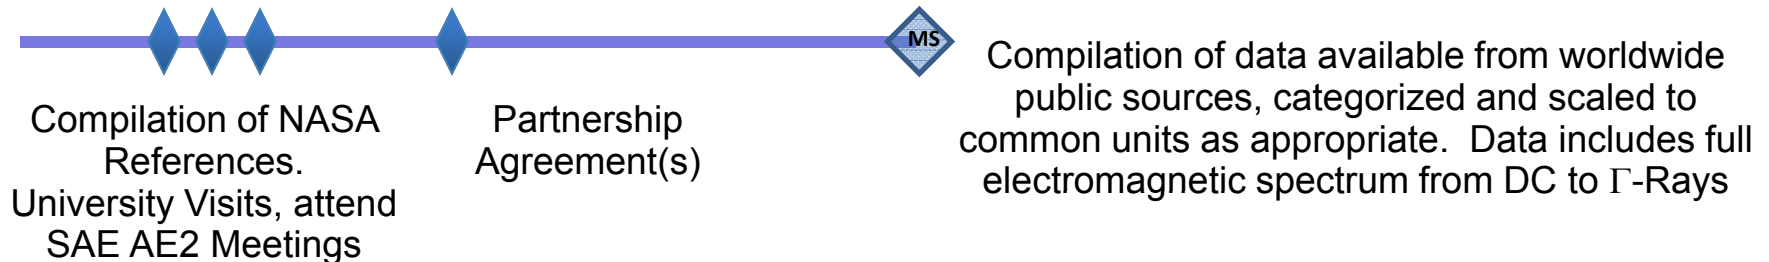 MS
Compilation of data available from worldwide
public sources, categorized and scaled to
common units as appropriate.  Data includes full
electromagnetic spectrum from DC to Γ-Rays
Compilation of NASA
References.
University Visits, attend
SAE AE2 Meetings
Partnership
Agreement(s)